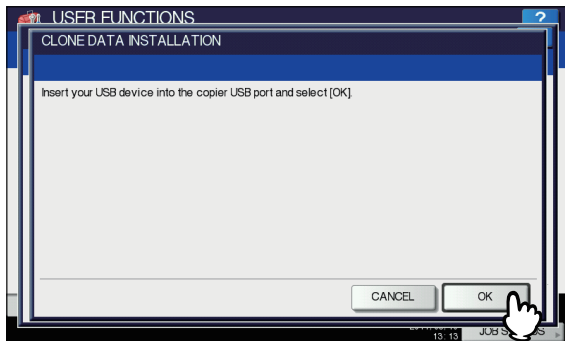 USER FUNCTIONS
?
CLONE DATA INSTALLATION
Insert your USB device into the copier USB port and select [OK].
CANCEL
OK
13:13
JOB